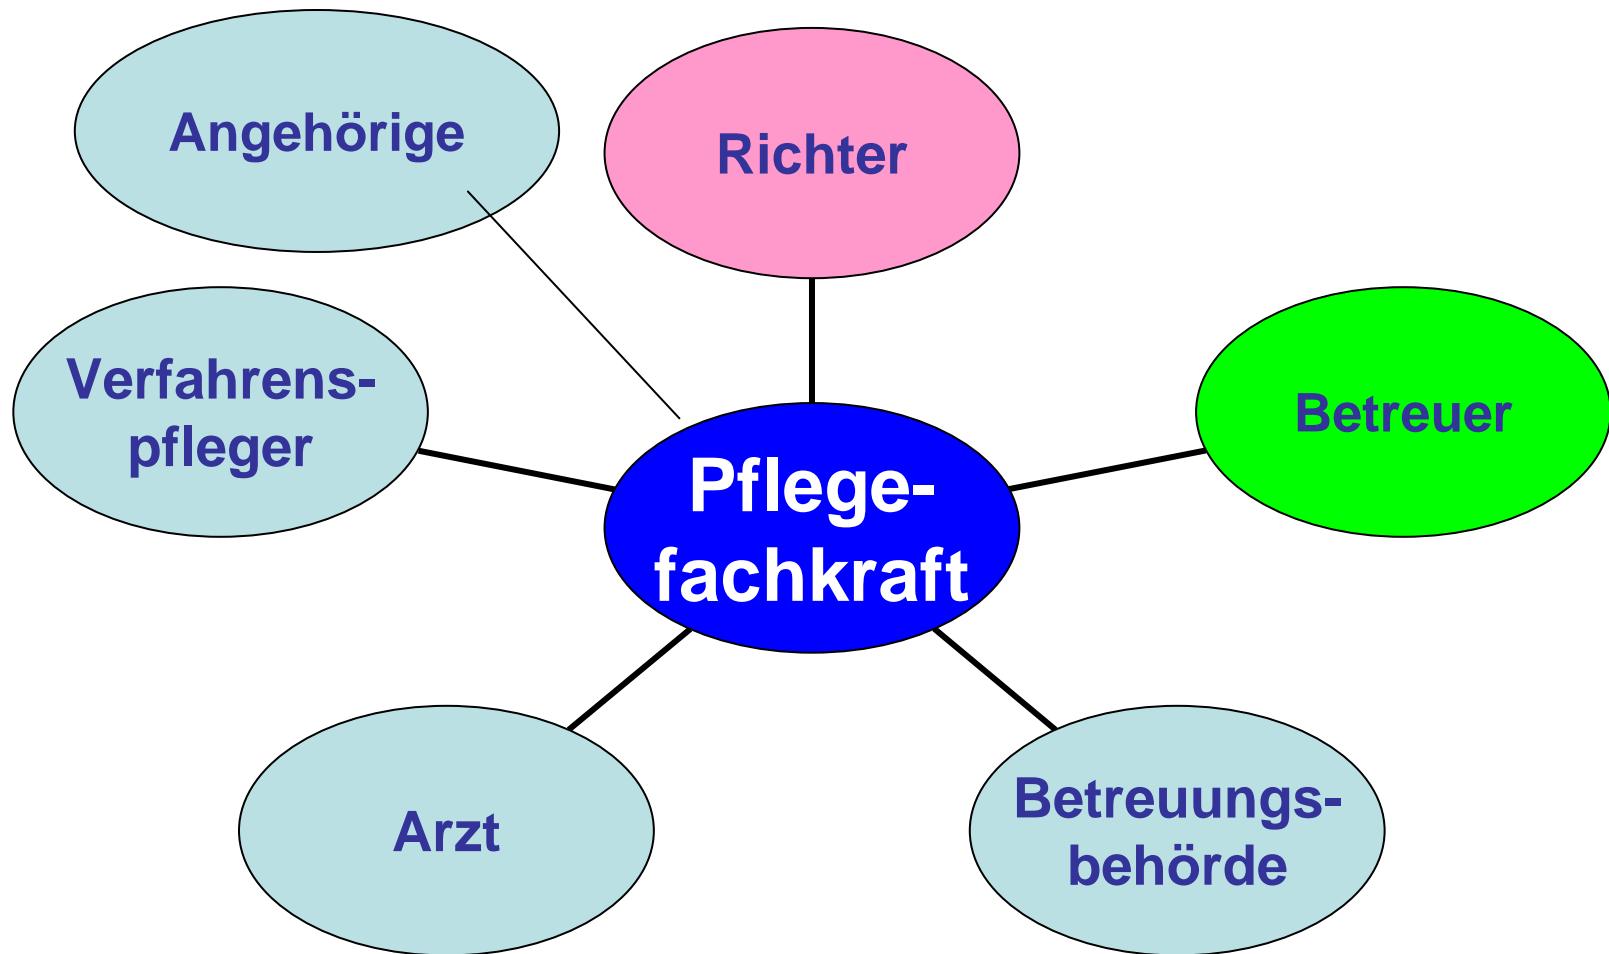 Angehörige
Richter
Verfahrens-
pfleger
Betreuer
Pflege-
fachkraft
Arzt
Betreuungs-
behörde